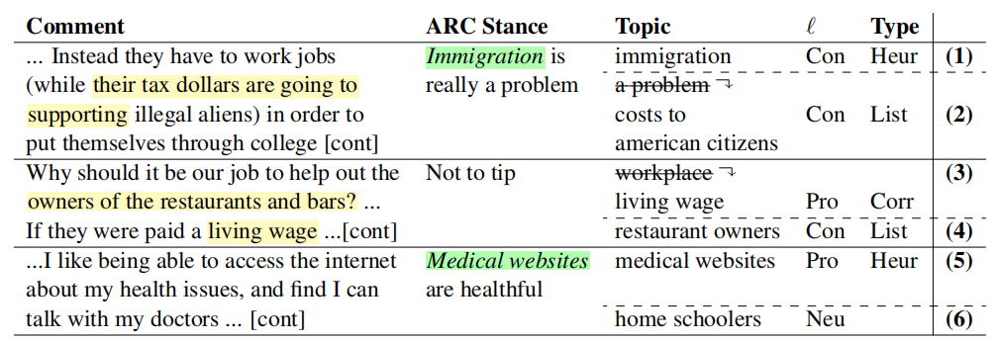 Comment ARC Stance Topic ℓ Type
... Instead they have to work jobs Immigration is immigration Con Heur (1)
(while their tax dollars are going to really a problem a problem ↴
supporting illegal aliens) in order to costs to Con List (2)
put themselves through college [cont] american citizens
Why should it be our job to help out the Not to tip workplace ↴ (3)
owners of the restaurants and bars? ... living wage Pro Corr
If they were paid a living wage ...[cont] restaurant owners Con List (4)
...I like being able to access the internet Medical websites medical websites Pro Heur (5)
about my health issues, and find I can are healthful
talk with my doctors ... [cont] home schoolers Neu (6)